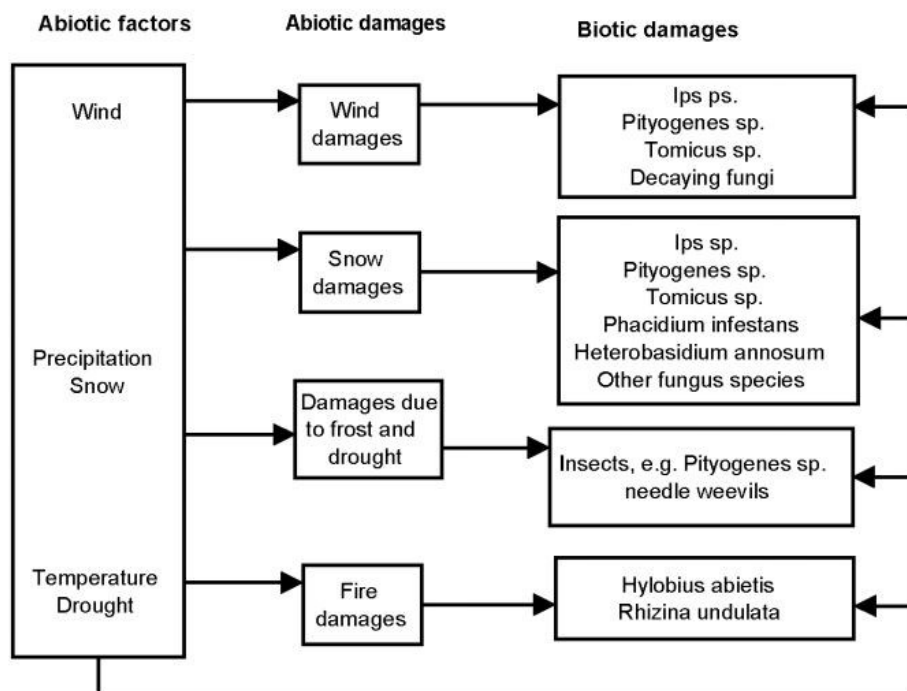 Abiotic factors
Abiotic damages
Biotic damages
Wind
Precipitation
Snow
Temperature
Drought
Wind
damages
Snow
damages
Damages due
to frost and
drought
Fire
damages
Ips ps.
Pityogenes sp.
Tomicus sp.
Decaying fungi
Ips sp.
Pityogenes sp.
Tomicus sp.
Phacidium infestans
Heterobasidium annosum
Other fungus species
Insects, e.g. Pityogenes sp.
needle weevils
Hylobius abietis
Rhizina undulata